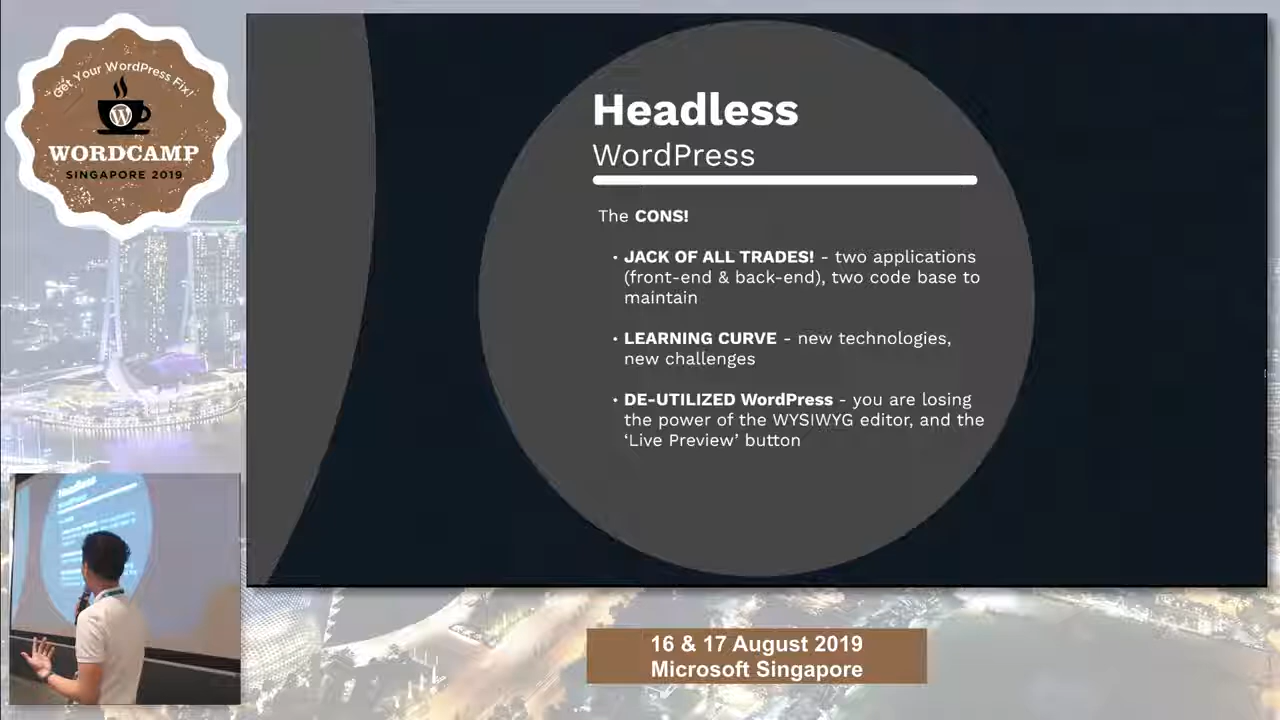 Get Your WordPress Fix!
WORDCAMP
SINGAPORE 2019
Headless
WordPress
The CONS!
• JACK OF ALL TRADES! - two applications
(front-end & back-end), two code base to
maintain
• LEARNING CURVE - new technologies,
new challenges
• DE-UTILIZED WordPress - you are losing
the power of the WYSIWYG editor, and the
‘Live Preview’ button
Headless
16 & 17 August 2019
Microsoft Singapore